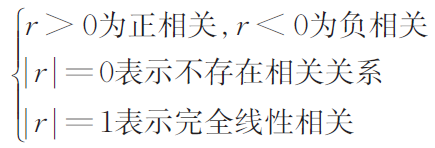 r > 0为正相关, r < 0为负相关
|r| = 0表示不存在相关关系
|r| = 1表示完全线性相关